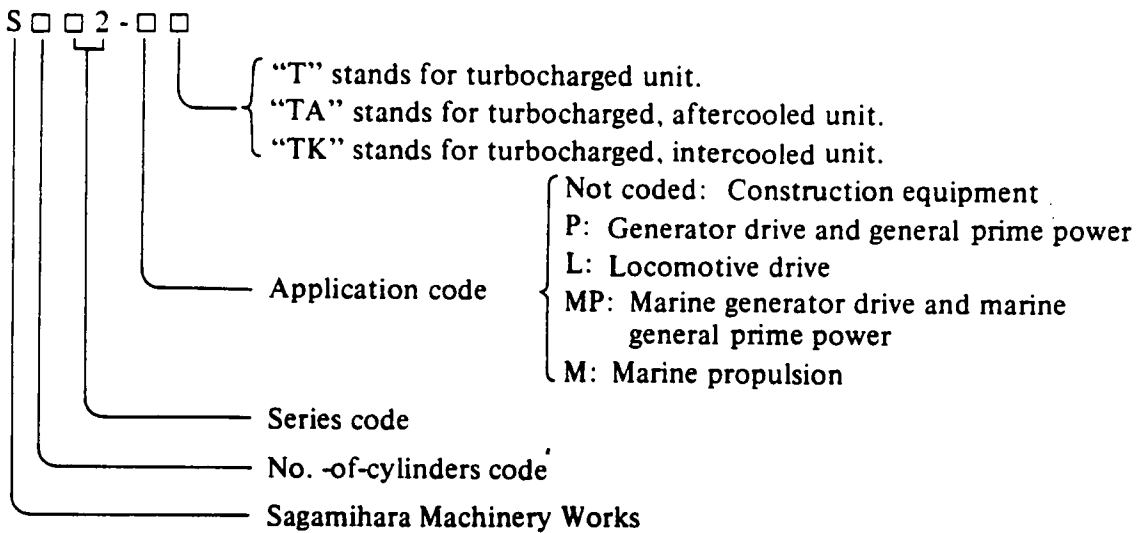 S □ □ 2 - □ □
“T” stands for turbocharged unit.
“TA” stands for turbocharged, aftercooled unit.
“TK” stands for turbocharged, intercooled unit.
Not coded: Construction equipment
P: Generator drive and general prime power
L: Locomotive drive
Application code
MP: Marine generator drive and marine
general prime power
M: Marine propulsion
Series code
No. -of-cylinders code
Sagamihara Machinery Works